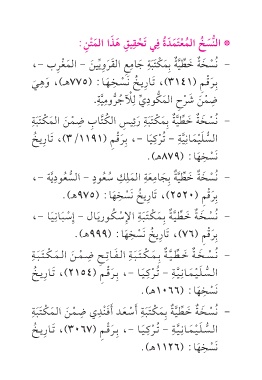 * النُّسَخُ المُعْتَمَدَةُ فِي تَحْقِيقِ هَذَا المَتْنِ:
- نُسْخَةٌ خَطِّيَّةٌ بِمَكْتَبَةِ جَامِعِ القَرَوِيِّينَ - المَغْرِب -،
بِرَقْمِ (٣١٤١)، تَارِيخُ نَسْخِهَا: (٧٧٥هـ)، وَهِيَ
ضِمْنَ شَرْحِ المَكُّودِيِّ لِلْآجُرُّومِيَّةِ.
- نُسْخَةٌ خَطِّيَّةٌ بِمَكْتَبَةِ رَئِيسِ الكُتَّابِ ضِمْنَ المَكْتَبَةِ
السُّلَيْمَانِيَّةِ - تُرْكِيَا -، بِرَقْمِ (٣/١١٩١)، تَارِيخُ
نَسْخِهَا: (٨٧٩هـ).
- نُسْخَةٌ خَطِّيَّةٌ بِجَامِعَةِ المَلِكِ سُعُودٍ - السُّعُودِيَّة -،
بِرَقْمِ (٢٥٢٠)، تَارِيخُ نَسْخِهَا: (٩٧٥هـ).
- نُسْخَةٌ خَطِّيَّةٌ بِمَكْتَبَةِ الإِسْكُورِيَال - إِسْبَانِيَا -،
بِرَقْمِ (٧٦)، تَارِيخُ نَسْخِهَا: (٩٩٩هـ).
- نُسْخَةٌ خَطِّيَّةٌ بِمَكْتَبَةِ الفَاتِحِ ضِمْنَ المَكْتَبَةِ
السُّلَيْمَانِيَّةِ - تُرْكِيَا -، بِرَقْمِ (٢١٥٤)، تَارِيخُ
نَسْخِهَا: (١٠٦٦هـ).
- نُسْخَةٌ خَطِّيَّةٌ بِمَكْتَبَةِ أَسْعَد أَفَنْدِي ضِمْنَ المَكْتَبَةِ
السُّلَيْمَانِيَّةِ - تُرْكِيَا -، بِرَقْمِ (٣٠٦٧)، تَارِيخُ
نَسْخِهَا: (١١٢٦هـ).